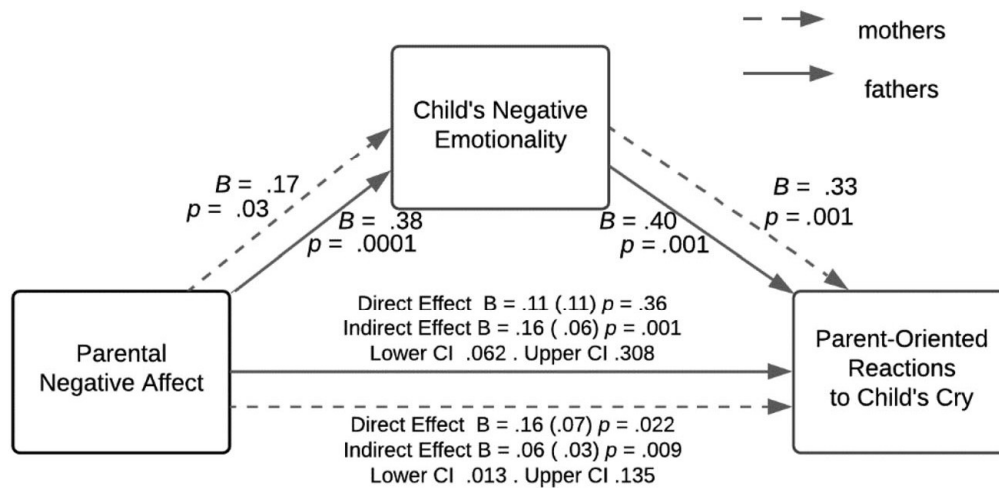 mothers
fathers
Child's Negative
Emotionality
B = .17
p = .03
B = .38
p = .0001
B = .40
p = .001
B = .33
p = .001
Parental
Negative Affect
Direct Effect B = .11 (.11) p = .36
Indirect Effect B = .16 ( .06) p = .001
Lower CI .062 . Upper CI .308
Direct Effect B = .16 (.07) p = .022
Indirect Effect B = .06 ( .03) p = .009
Lower CI .013 . Upper CI .135
Parent-Oriented
Reactions
to Child's Cry